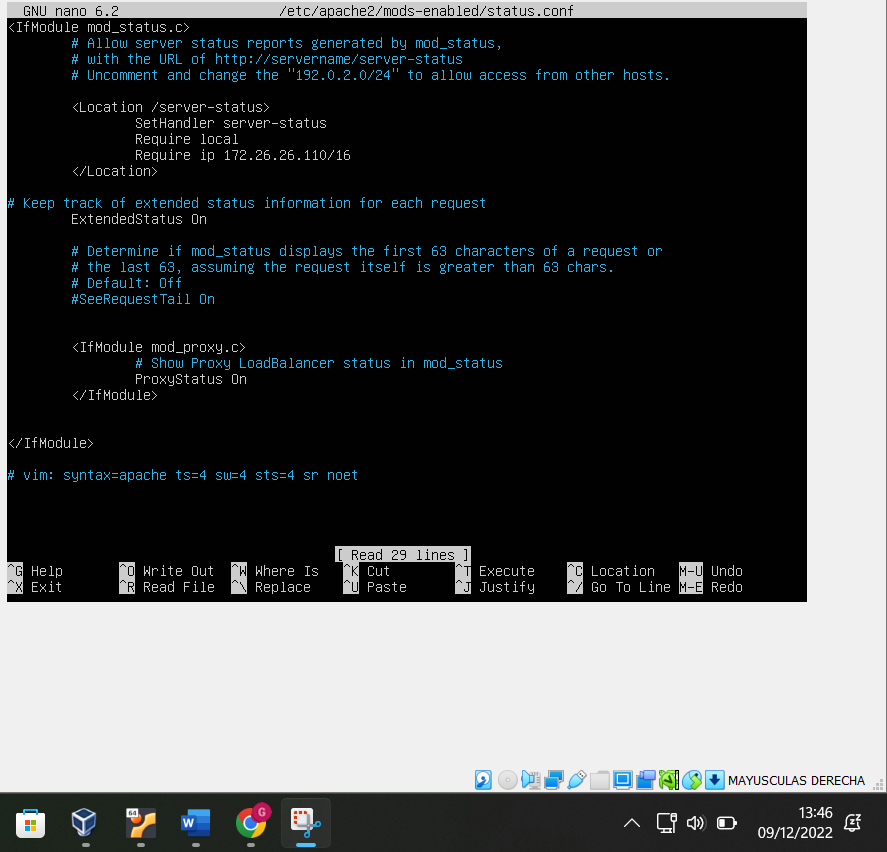 GNU nano 6.2 /etc/apache2/mods-enabled/status.conf
<IfModule mod_status.c>
# Allow server status reports generated by mod_status,
# with the URL of http://servername/server-status
# Uncomment and change the "192.0.2.0/24" to allow access from other hosts.
<Location /server-status>
SetHandler server-status
Require local
Require ip 172.26.26.110/16
</Location>
# Keep track of extended status information for each request
ExtendedStatus On
# Determine if mod_status displays the first 63 characters of a request or
# the last 63, assuming the request itself is greater than 63 chars.
# Default: Off
#SeeRequestTail On
<IfModule mod_proxy.c>
# Show Proxy LoadBalancer status in mod_status
ProxyStatus On
</IfModule>
</IfModule>
# vim: syntax=apache ts=4 sw=4 sts=4 sr noet
[ Read 29 lines ]
^G Help ^O Write Out ^W Where Is ^K Cut ^T Execute ^C Location M-U Undo
^X Exit ^R Read File ^\ Replace ^U Paste ^J Justify ^/ Go To Line M-E Redo
MAYUSCULAS DERECHA
64
W
G
13:46
09/12/2022